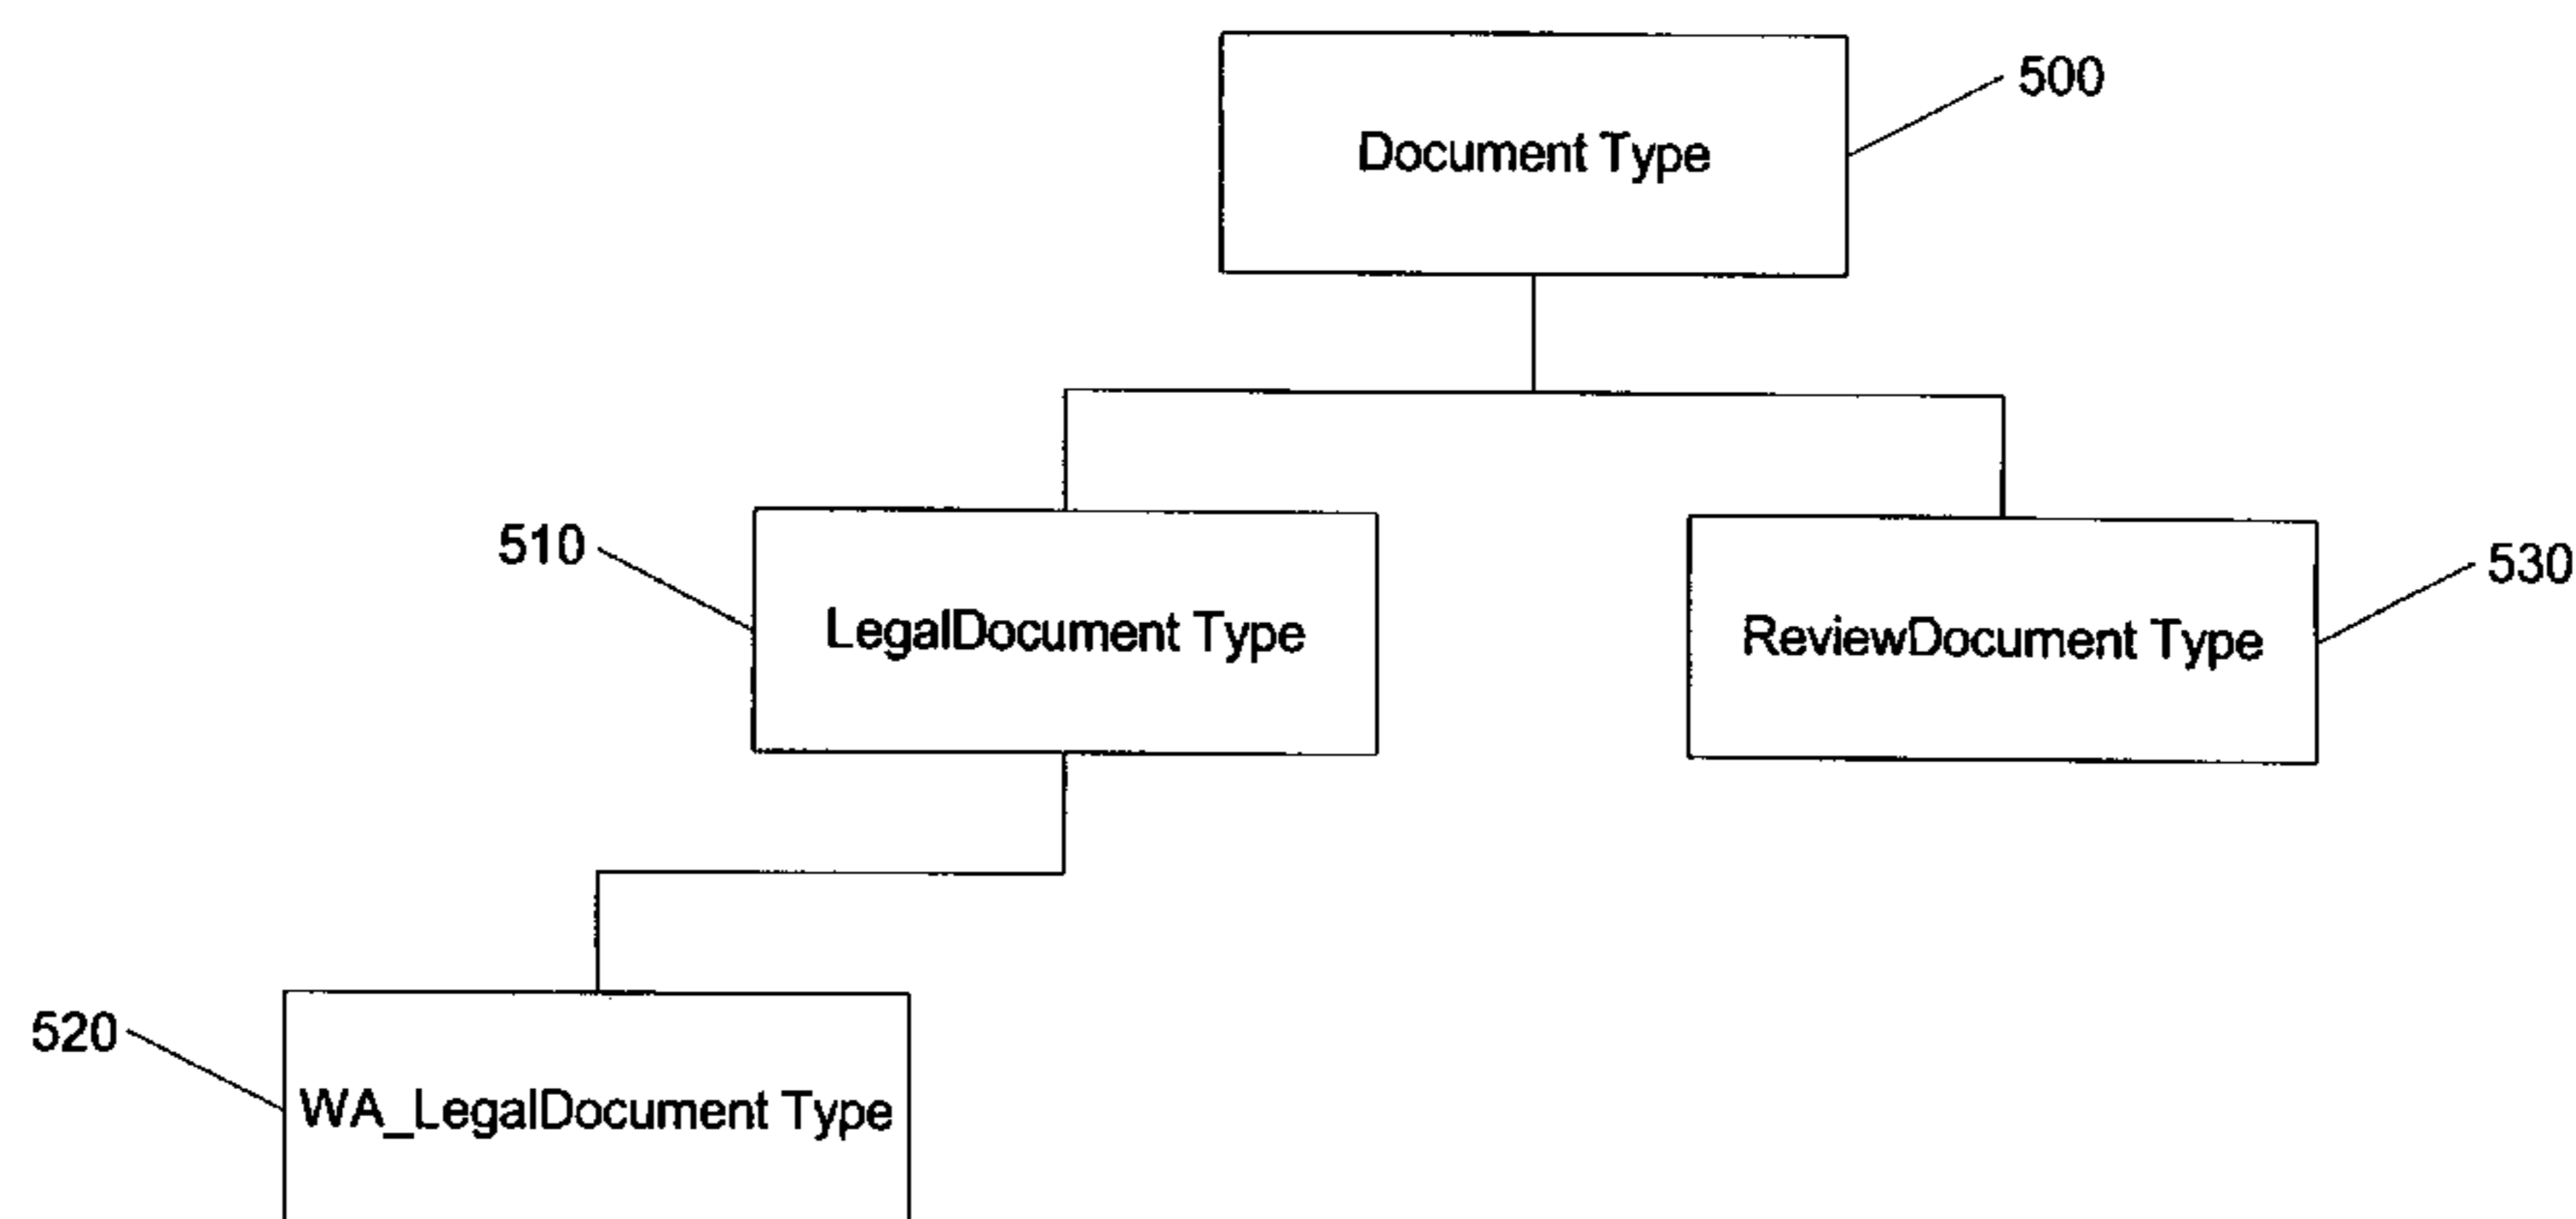 500
Document Type
510
LegalDocument Type
ReviewDocument Type
530
520
WA_LegalDocument Type